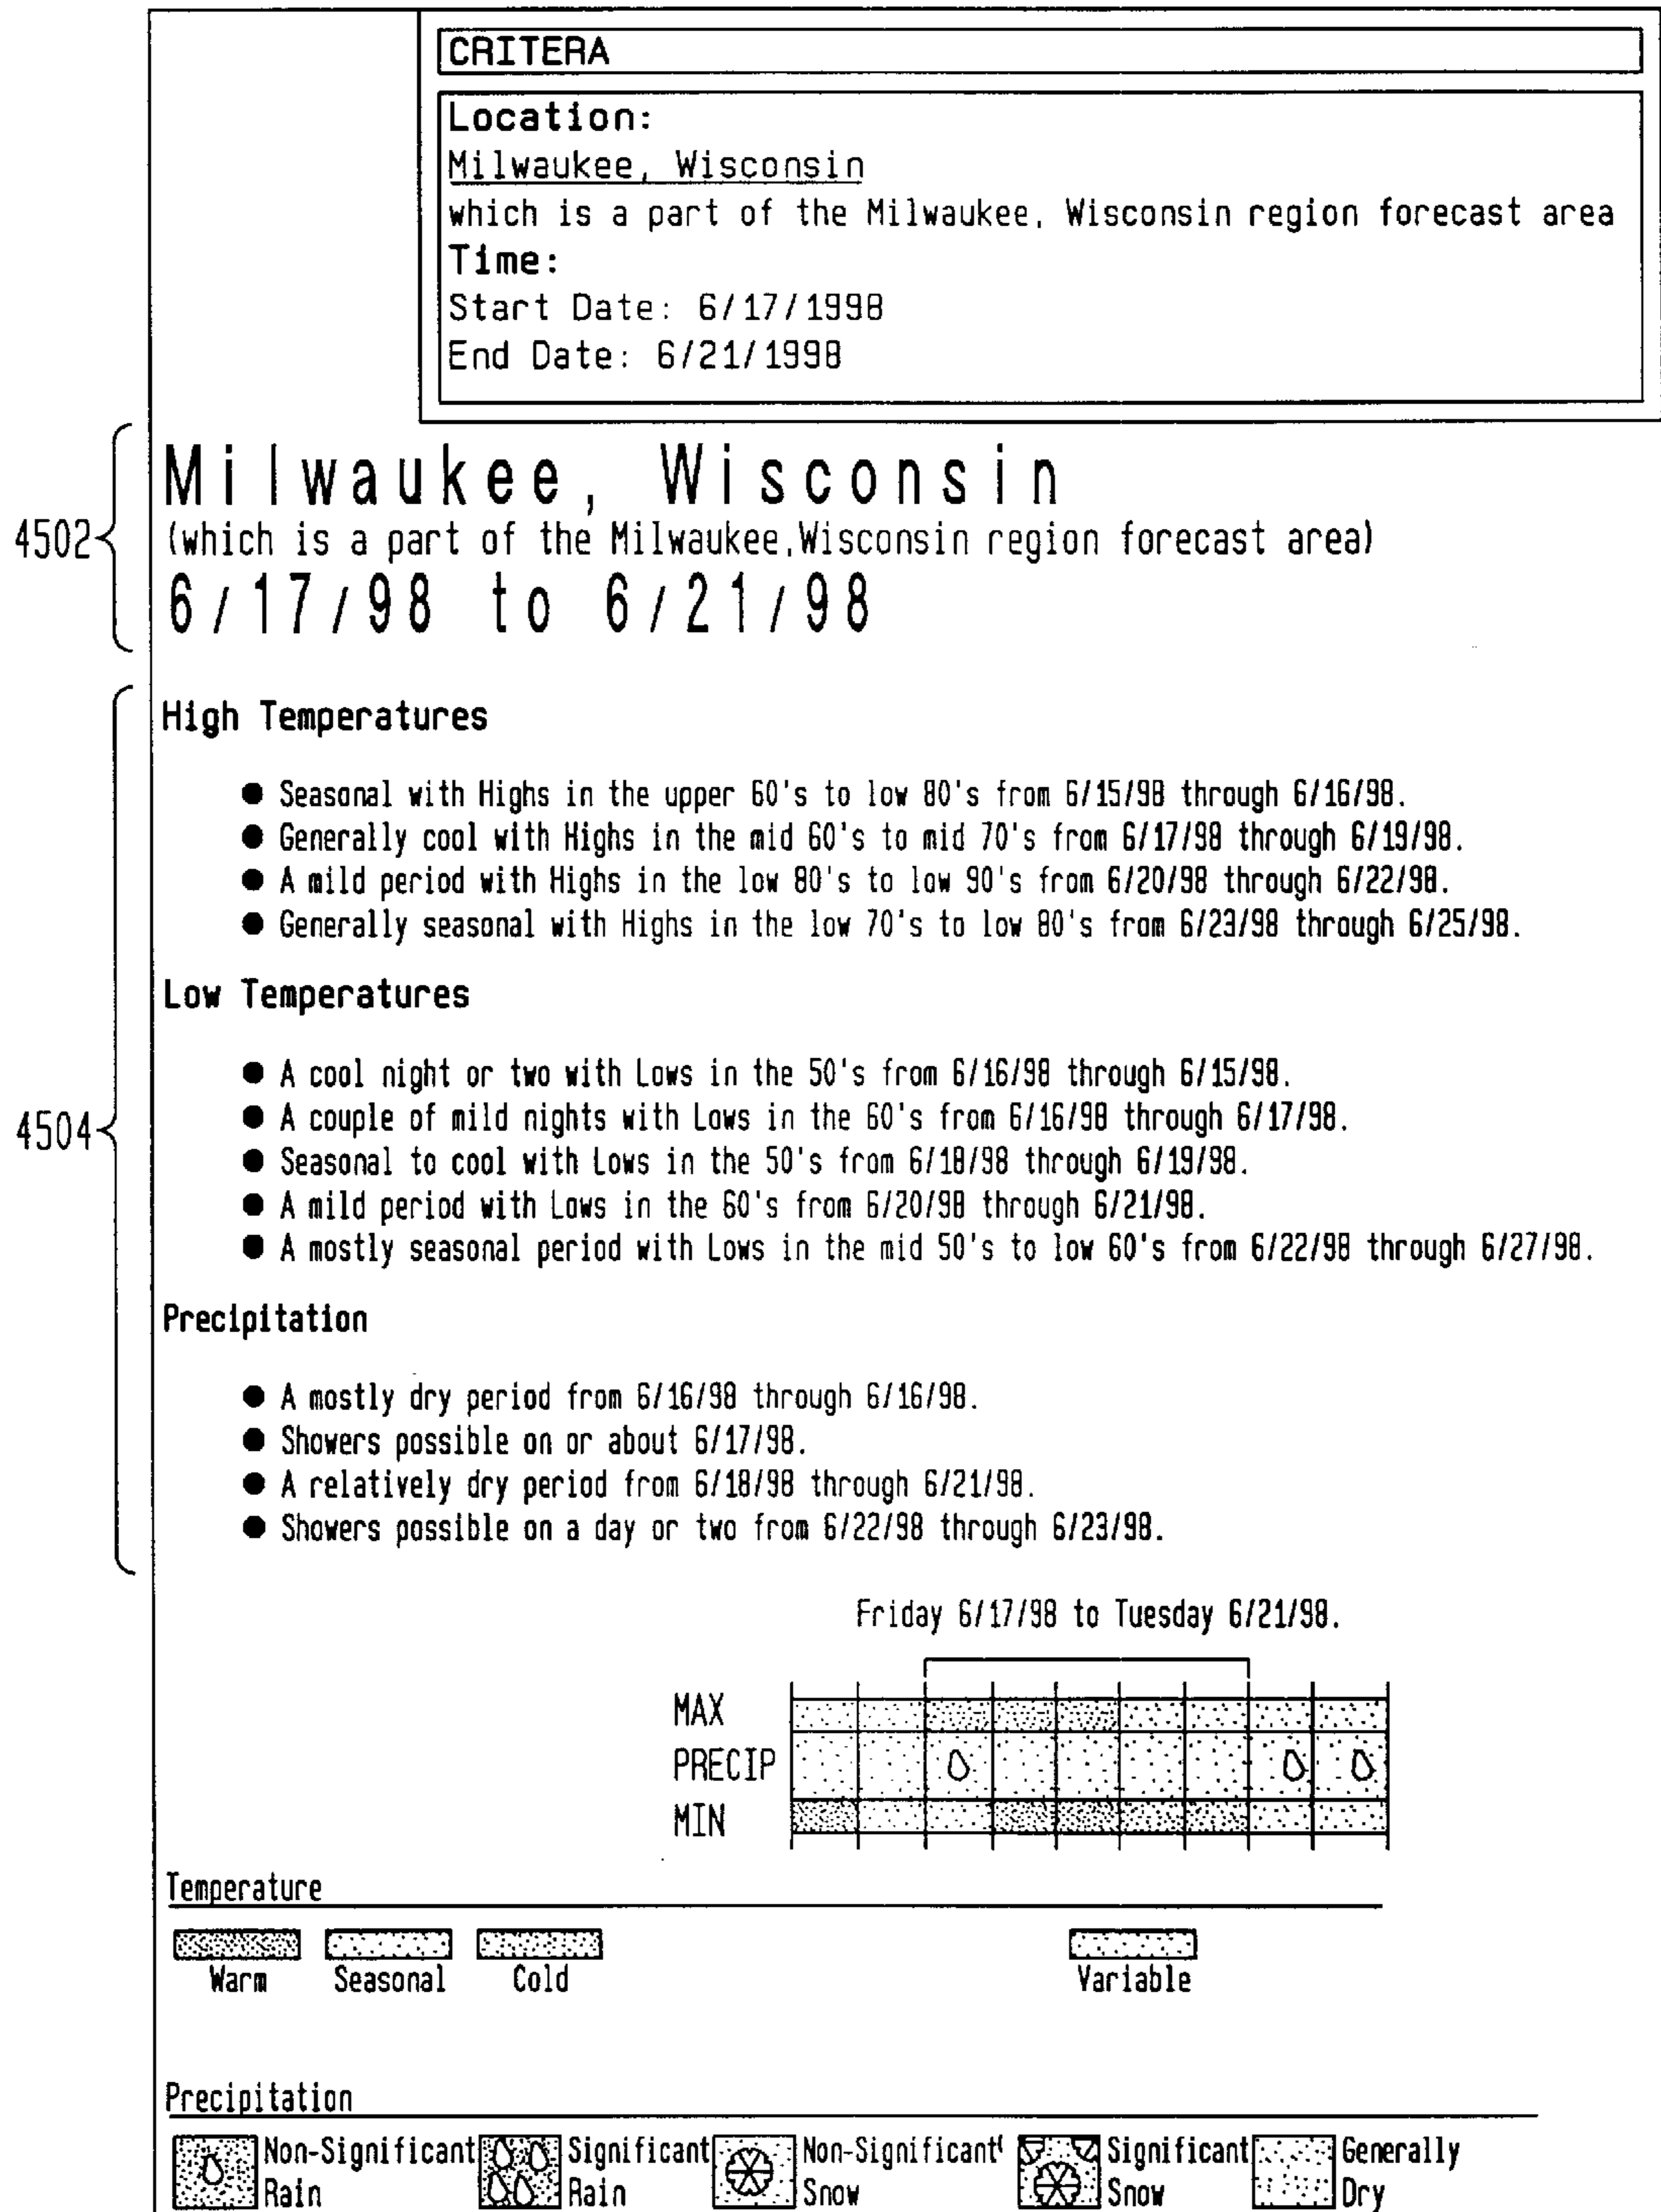 CRITERA
Location:
Milwaukee, Wisconsin
which is a part of the Milwaukee, Wisconsin region forecast area
Time:
Start Date: 6/17/1998
End Date: 6/21/1998
4502
Milwaukee, Wisconsin
(which is a part of the Milwaukee,Wisconsin region forecast area)
6/17/98 to 6/21/98
4504
High Temperatures
● Seasonal with Highs in the upper 60's to low 80's from 6/15/98 through 6/16/98.
● Generally cool with Highs in the mid 60's to mid 70's from 6/17/98 through 6/19/98.
● A mild period with Highs in the low 80's to low 90's from 6/20/98 through 6/22/98.
● Generally seasonal with Highs in the low 70's to low 80's from 6/23/98 through 6/25/98.
Low Temperatures
● A cool night or two with Lows in the 50's from 6/16/98 through 6/15/98.
● A couple of mild nights with Lows in the 60's from 6/16/98 through 6/17/98.
● Seasonal to cool with Lows in the 50's from 6/18/98 through 6/19/98.
● A mild period with Lows in the 60's from 6/20/98 through 6/21/98.
● A mostly seasonal period with Lows in the mid 50's to low 60's from 6/22/98 through 6/27/98.
Precipitation
● A mostly dry period from 6/16/98 through 6/16/98.
● Showers possible on or about 6/17/98.
● A relatively dry period from 6/18/98 through 6/21/98.
● Showers possible on a day or two from 6/22/98 through 6/23/98.
Friday 6/17/98 to Tuesday 6/21/98.
MAX
PRECIP
MIN
Temperature
Warm Seasonal Cold Variable
Precipitation
Non-Significant Significant Non-Significant Significant Generally
Rain Rain Snow Snow Dry